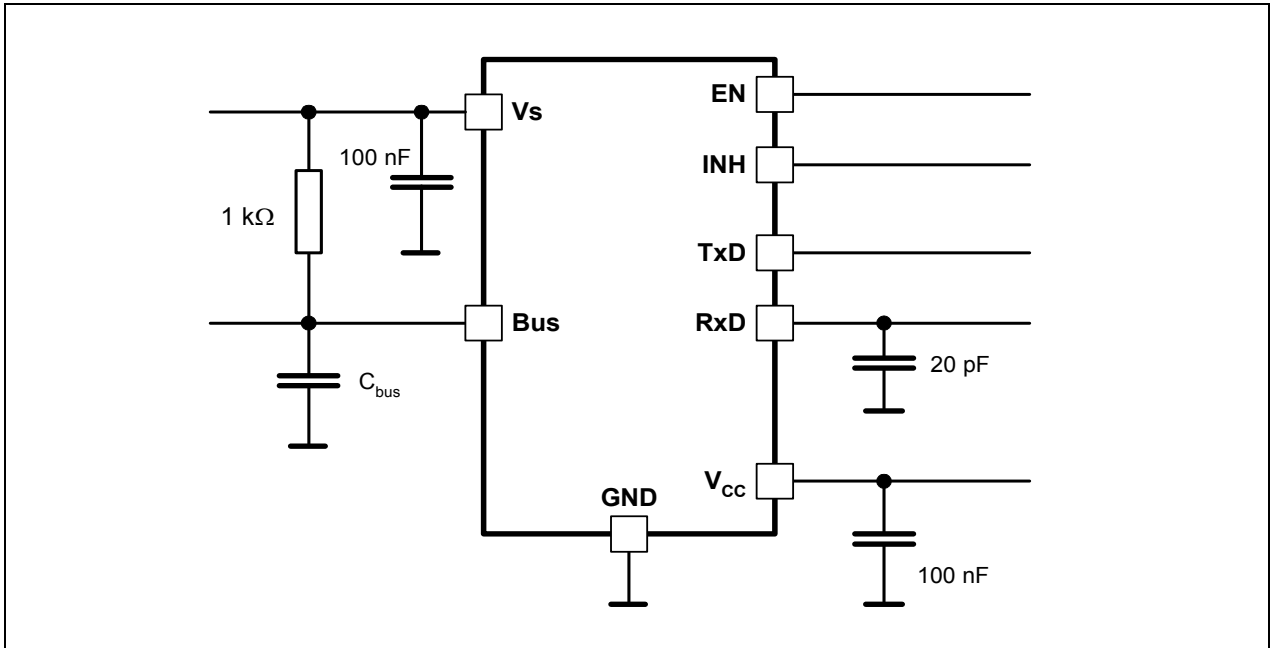 EN
Vs
100 nF
INH
1 kΩ
TxD
Bus
RxD
20 pF
C_bus
V_CC
GND
100 nF